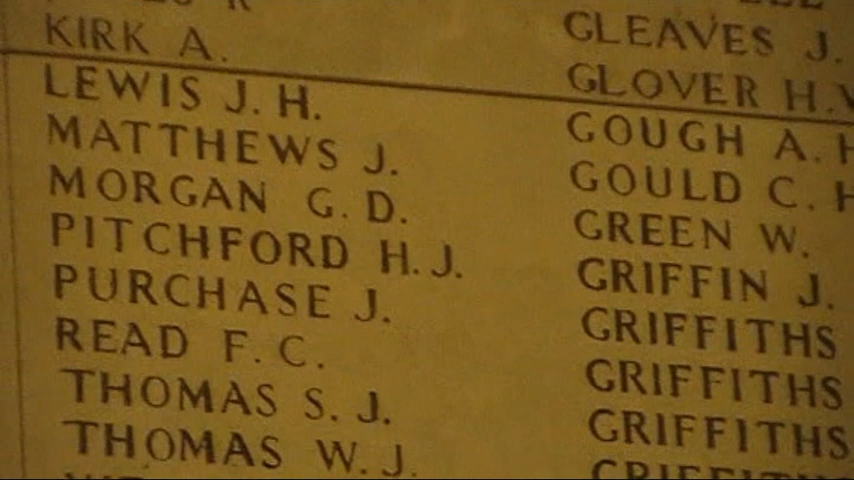 KIRK A.
LEWIS J. H.
MATTHEWS J.
MORGAN G. D.
PITCHFORD H. J.
PURCHASE J.
READ F. C.
THOMAS S. J.
THOMAS W. J.
GLEAVES J.
GLOVER H.
GOUGH A.
GOULD C.
GREEN W.
GRIFFIN J.
GRIFFITHS
GRIFFITHS
GRIFFITHS